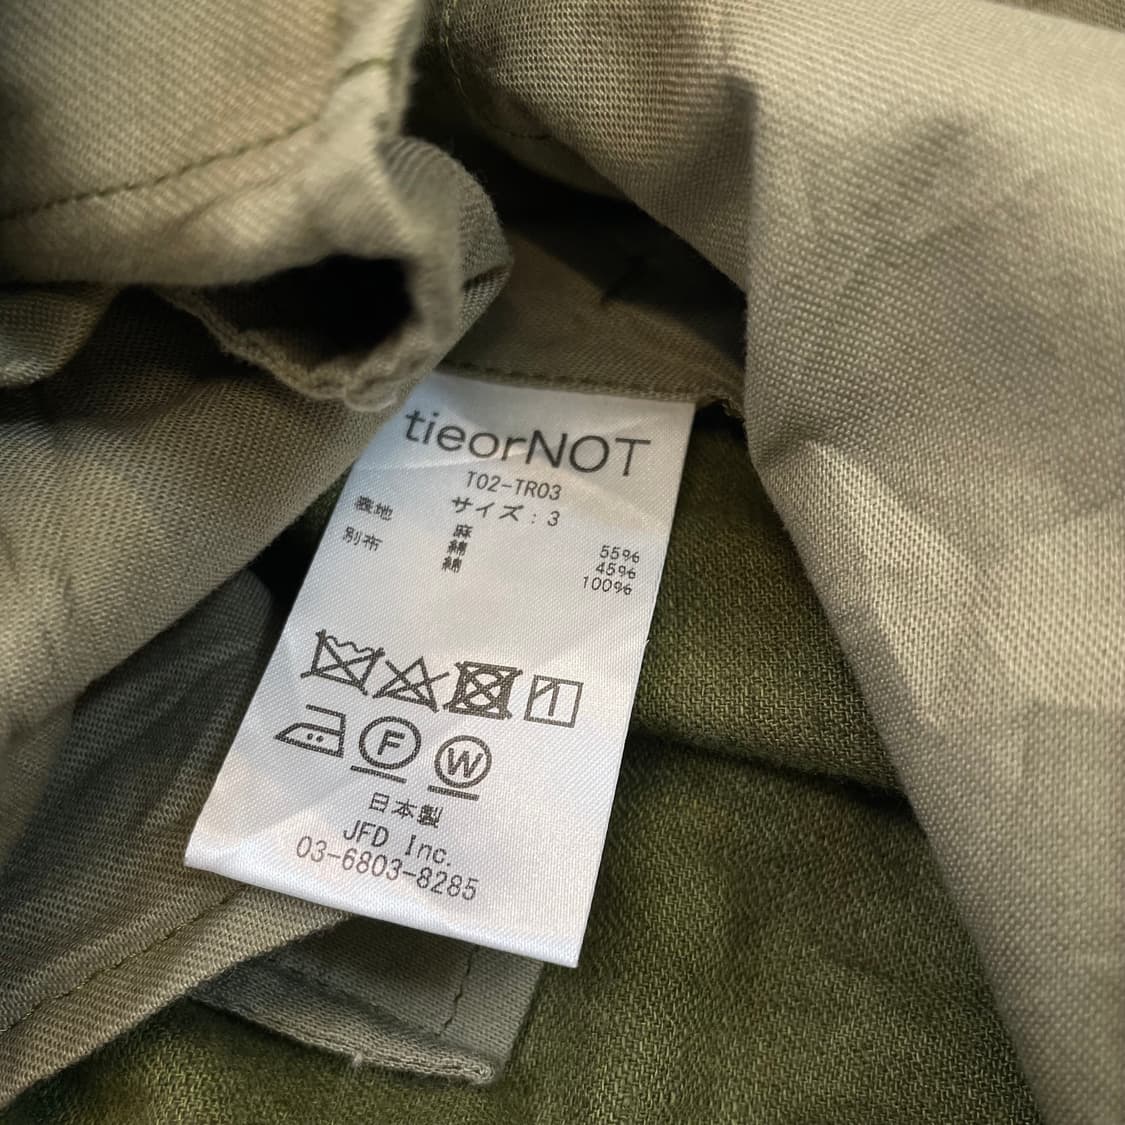 tieorNOT
T02-TR03
サイズ : 3
表地 麻 55%
綿 45%
別布 綿 100%
F W
日本製
JFD Inc.
03-6803-8285